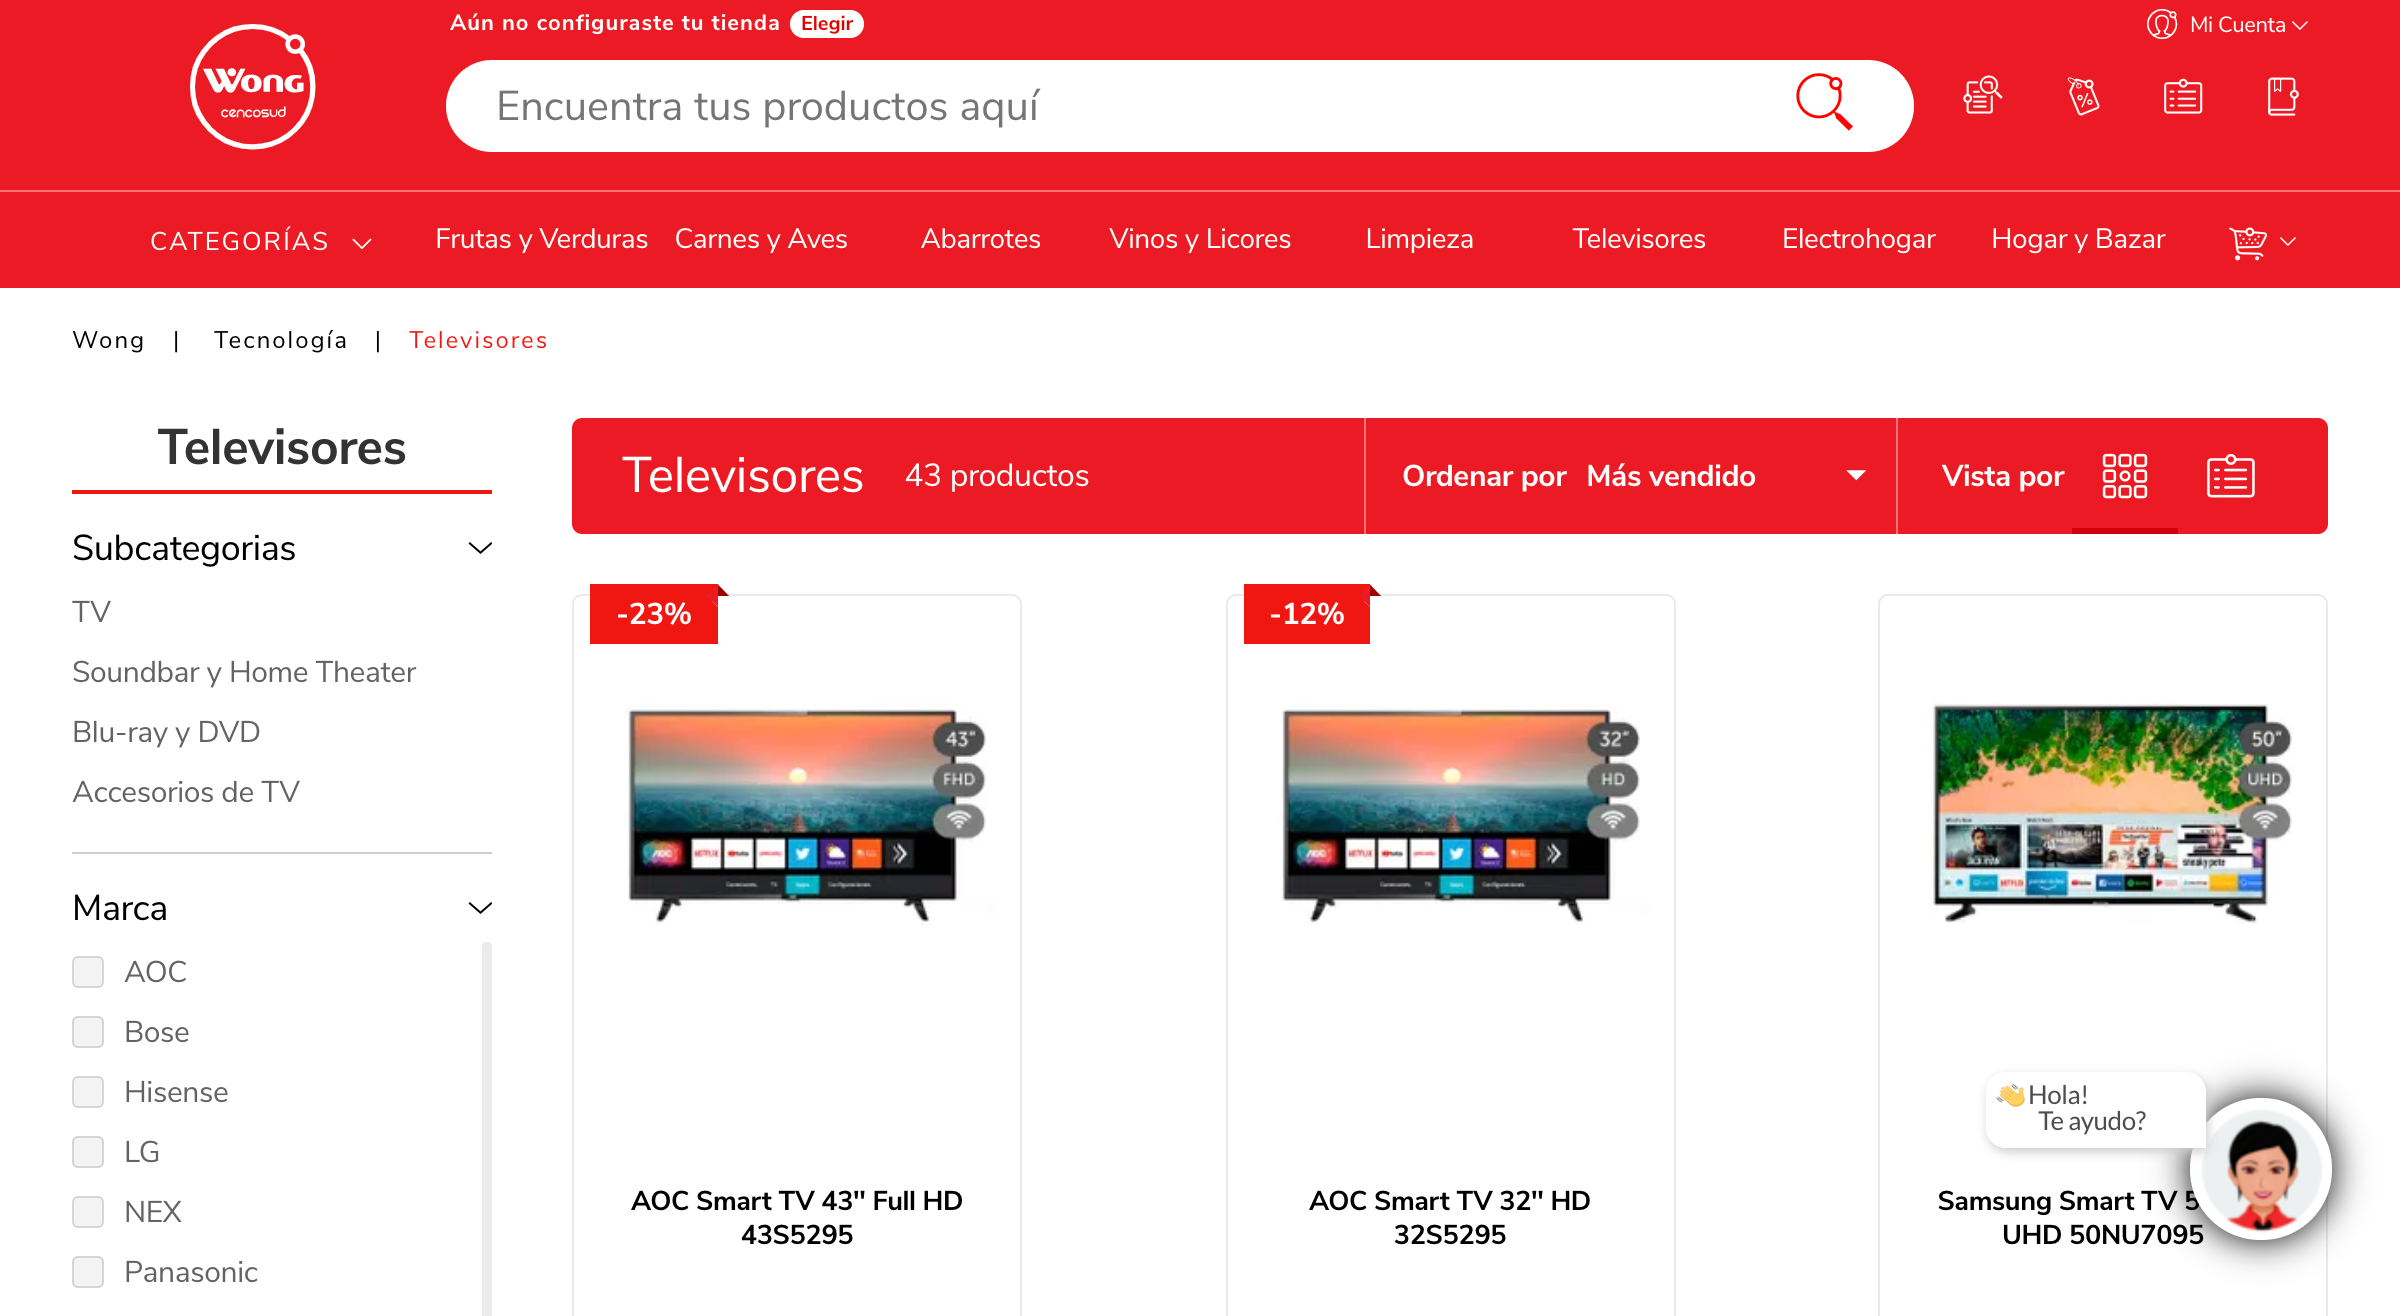 Aún no configuraste tu tienda Elegir
Mi Cuenta
Wong
cencosud
Encuentra tus productos aquí
CATEGORÍAS
Frutas y Verduras
Carnes y Aves
Abarrotes
Vinos y Licores
Limpieza
Televisores
Electrohogar
Hogar y Bazar
Wong | Tecnología | Televisores
Televisores
Subcategorias
TV
Soundbar y Home Theater
Blu-ray y DVD
Accesorios de TV
Marca
AOC
Bose
Hisense
LG
NEX
Panasonic
Televisores 43 productos
Ordenar por Más vendido
Vista por
-23%
43"
FHD
AOC Smart TV 43" Full HD
43S5295
-12%
32"
HD
AOC Smart TV 32" HD
32S5295
50"
UHD
Samsung Smart TV 5
UHD 50NU7095
👋Hola!
Te ayudo?